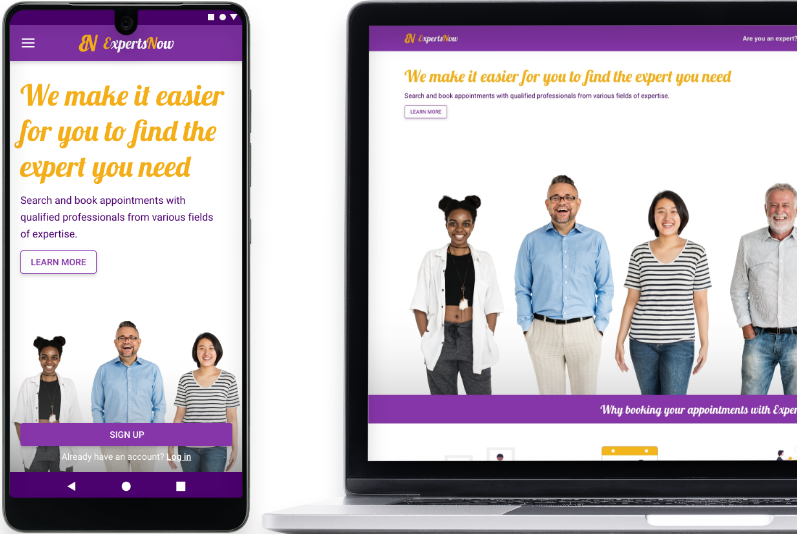 EN ExpertsNow
We make it easier
for you to find the
expert you need
Search and book appointments with
qualified professionals from various fields
of expertise.
LEARN MORE
SIGN UP
Already have an account? Log in
EN ExpertsNow
Are you an expert?
We make it easier for you to find the expert you need
Search and book appointments with qualified professionals from various fields of expertise.
LEARN MORE
Why booking your appointments with Exper